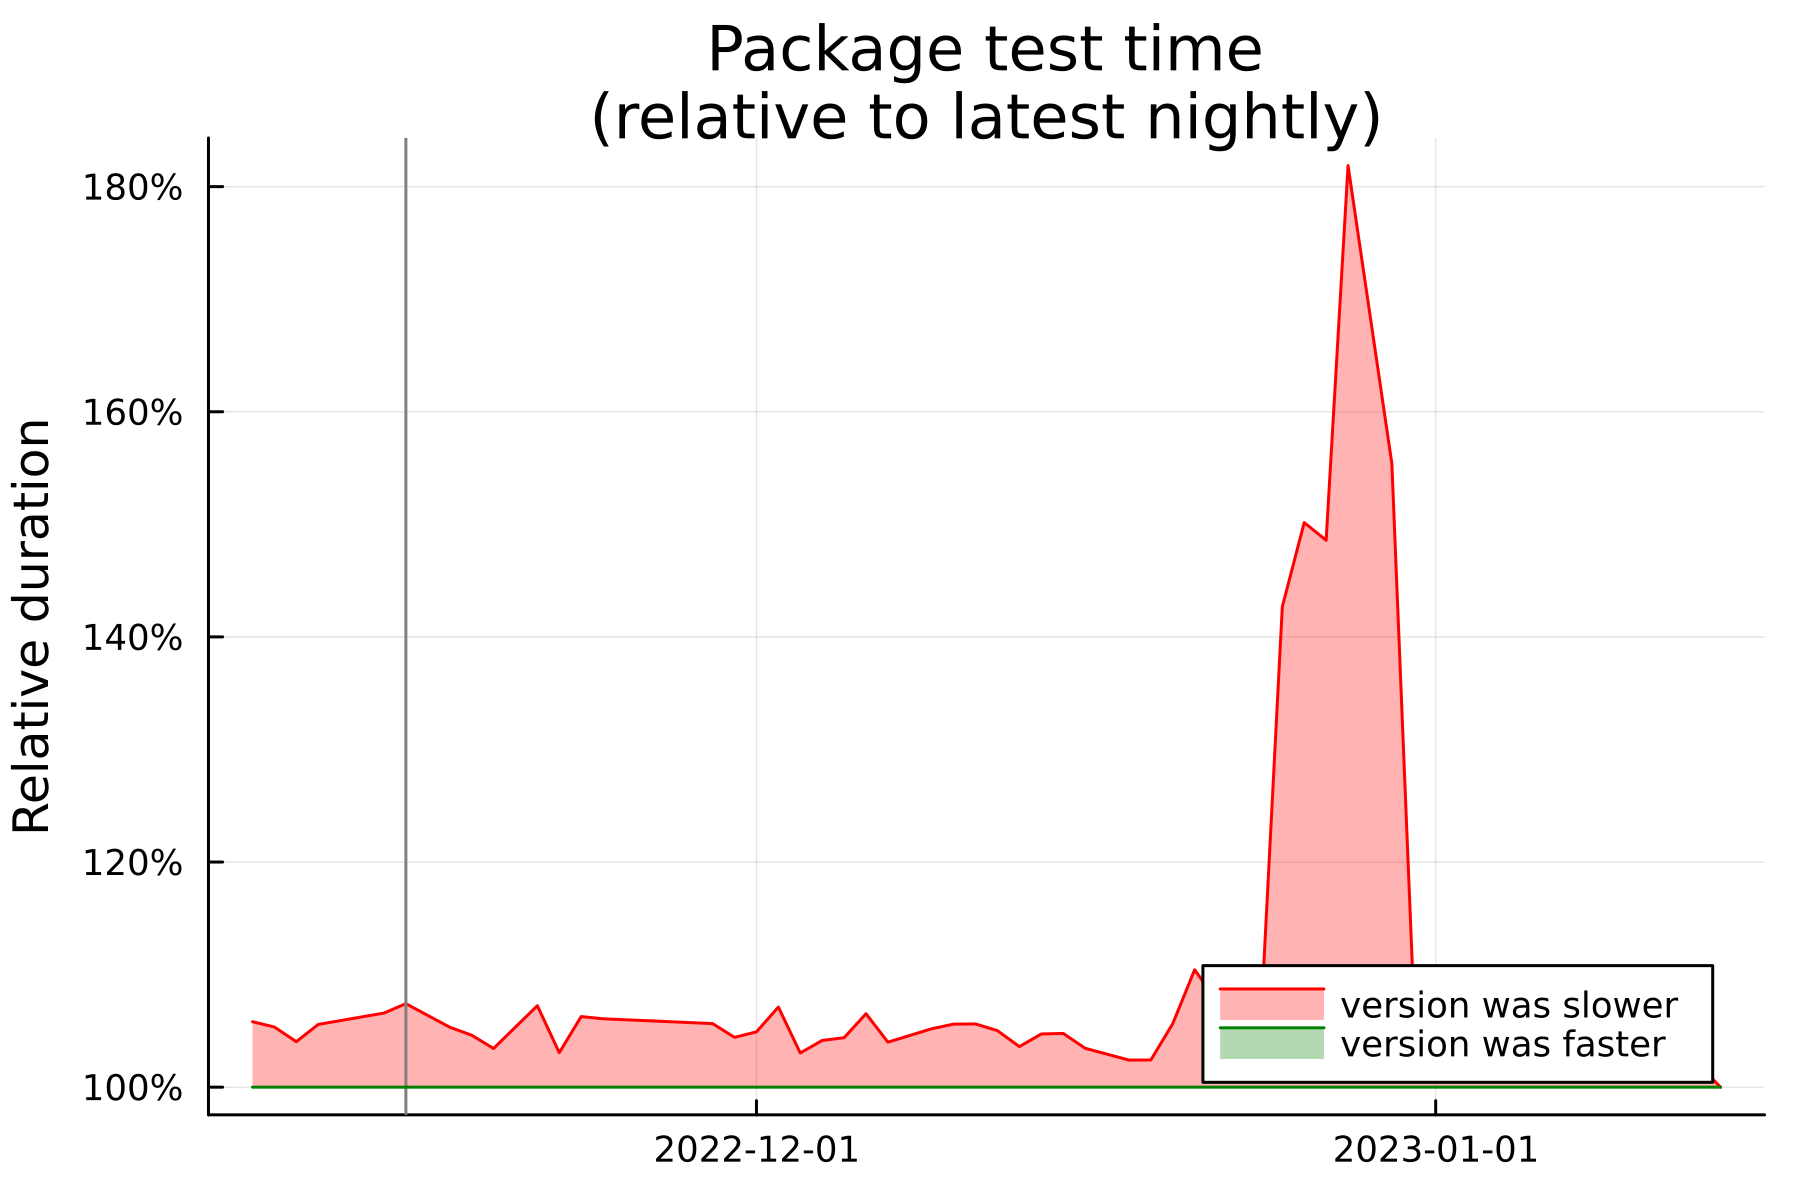 Package test time
(relative to latest nightly)
Relative duration
180%
160%
140%
120%
100%
version was slower
version was faster
2022-12-01
2023-01-01